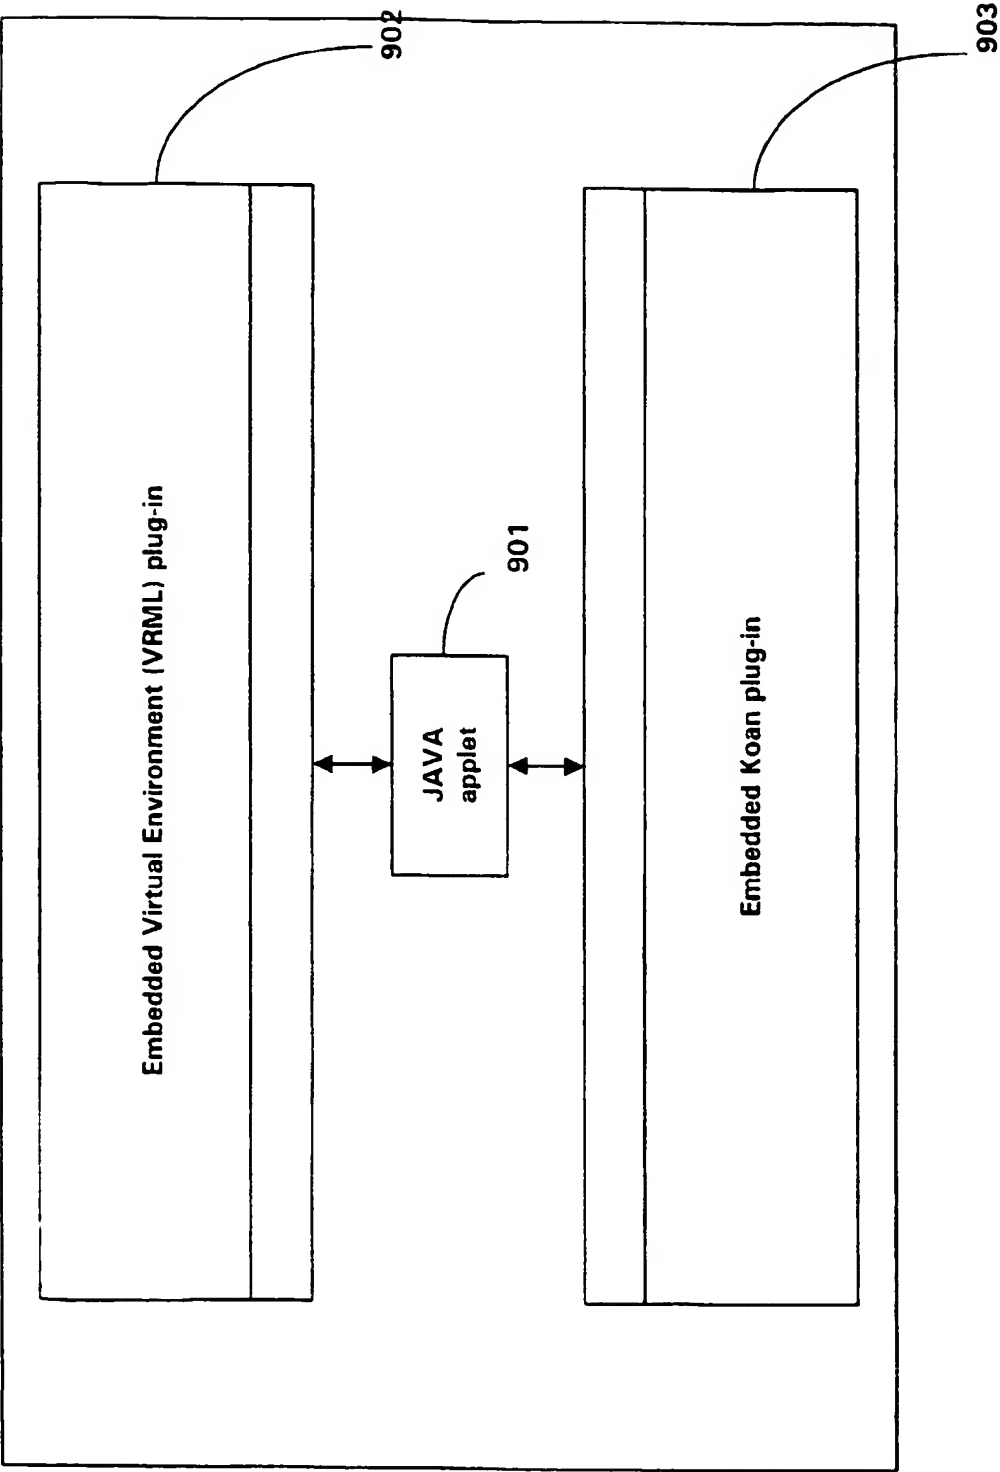 902
Embedded Virtual Environment (VRML) plug-in
901
JAVA
applet
903
Embedded Koan plug-in